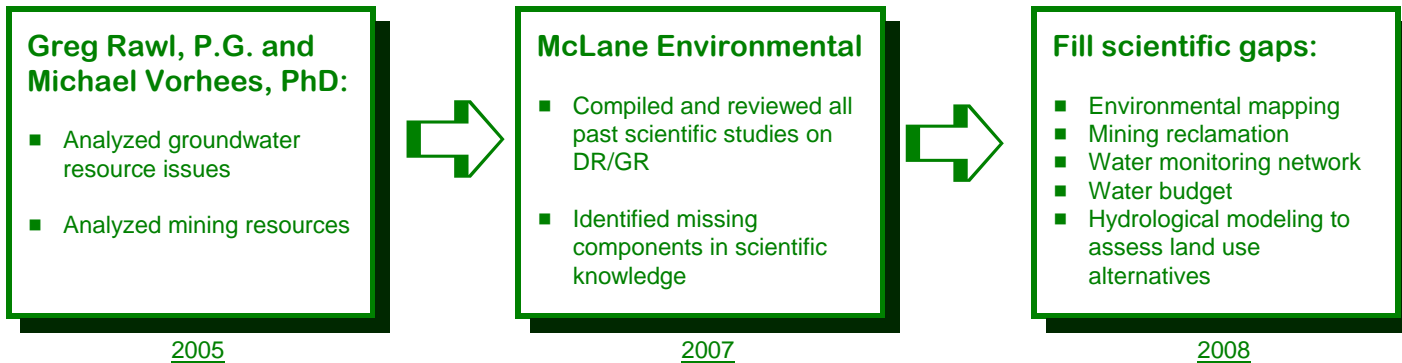 Greg Rawl, P.G. and
Michael Vorhees, PhD:
■ Analyzed groundwater
resource issues
■ Analyzed mining resources
2005
McLane Environmental
■ Compiled and reviewed all
past scientific studies on
DR/GR
■ Identified missing
components in scientific
knowledge
2007
Fill scientific gaps:
■ Environmental mapping
■ Mining reclamation
■ Water monitoring network
■ Water budget
■ Hydrological modeling to
assess land use
alternatives
2008